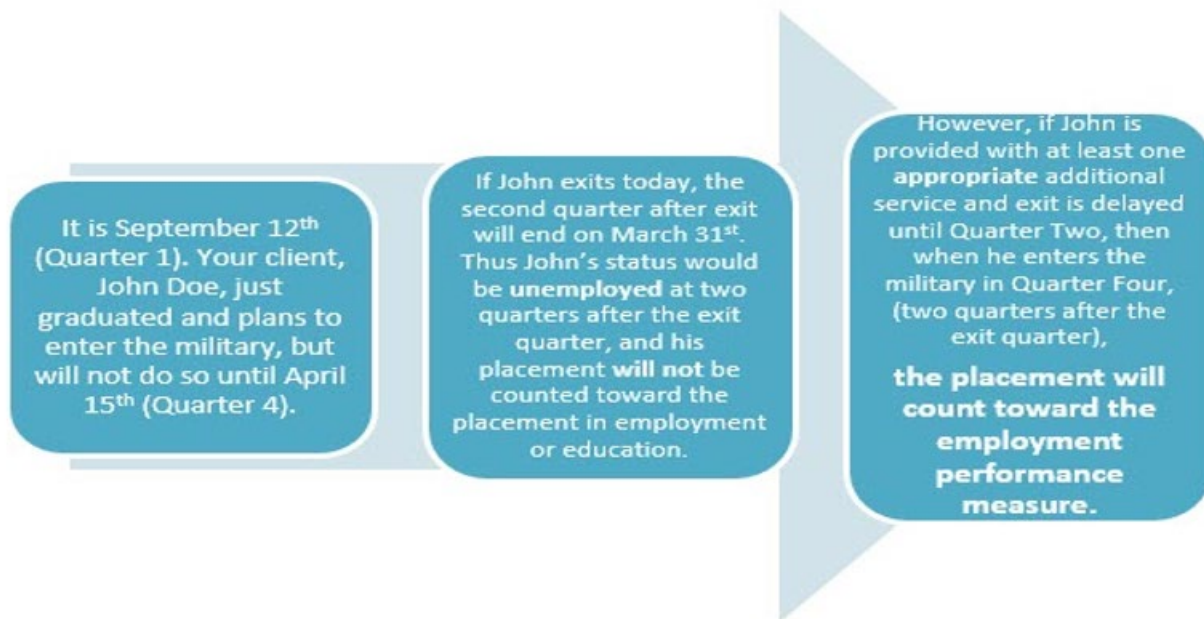 It is September 12th
(Quarter 1). Your client,
John Doe, just
graduated and plans to
enter the military, but
will not do so until April
15th (Quarter 4).
If John exits today, the
second quarter after exit
will end on March 31st.
Thus John's status would
be unemployed at two
quarters after the exit
quarter, and his
placement will not be
counted toward the
placement in employment
or education.
However, if John is
provided with at least one
appropriate additional
service and exit is delayed
until Quarter Two, then
when he enters the
military in Quarter Four,
(two quarters after the
exit quarter),
the placement will
count toward the
employment
performance
measure.